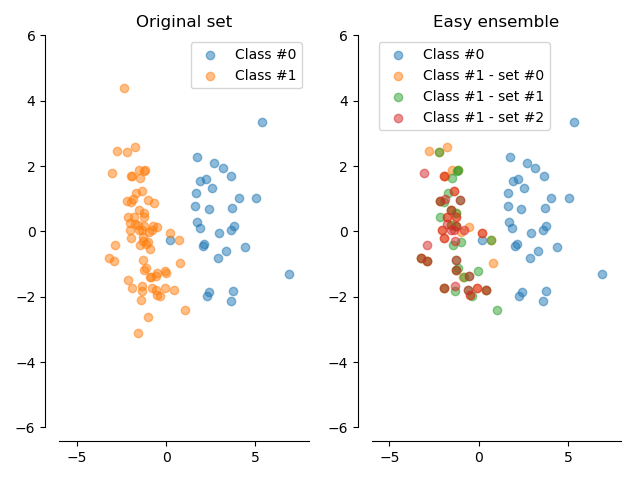 Original set
Easy ensemble
6
4
2
0
−2
−4
−6
−5
0
5
Class #0
Class #1
6
4
2
0
−2
−4
−6
−5
0
5
Class #0
Class #1 - set #0
Class #1 - set #1
Class #1 - set #2